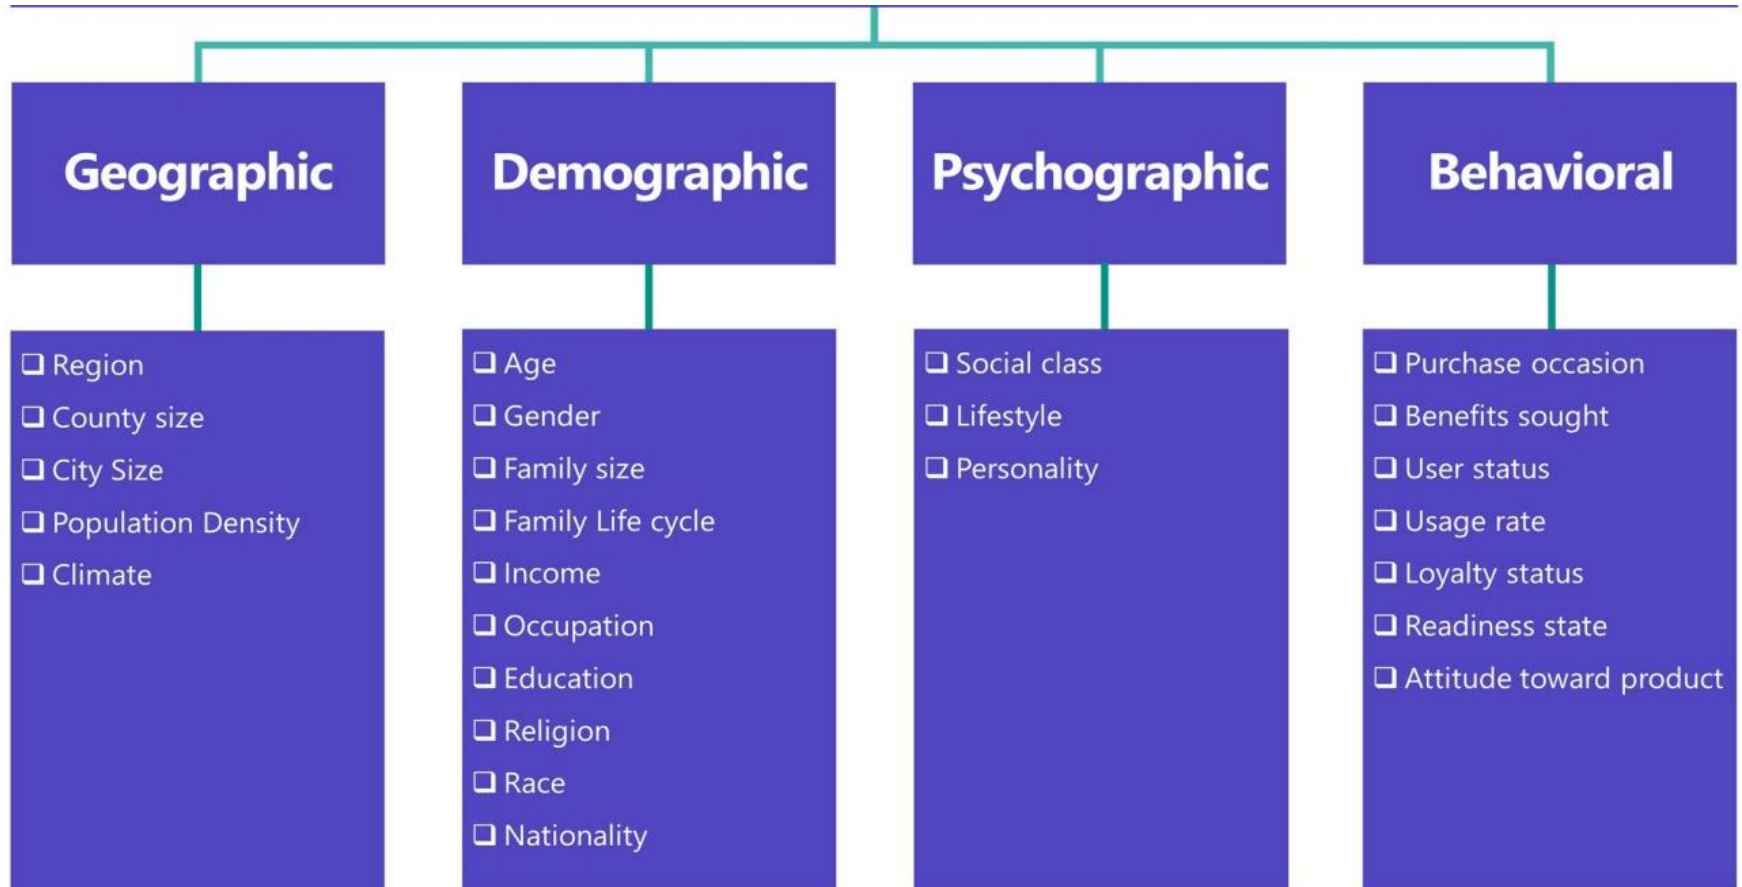 Geographic
Region
County size
City Size
Population Density
Climate
Demographic
Age
Gender
Family size
Family Life cycle
Income
Occupation
Education
Religion
Race
Nationality
Psychographic
Social class
Lifestyle
Personality
Behavioral
Purchase occasion
Benefits sought
User status
Usage rate
Loyalty status
Readiness state
Attitude toward product